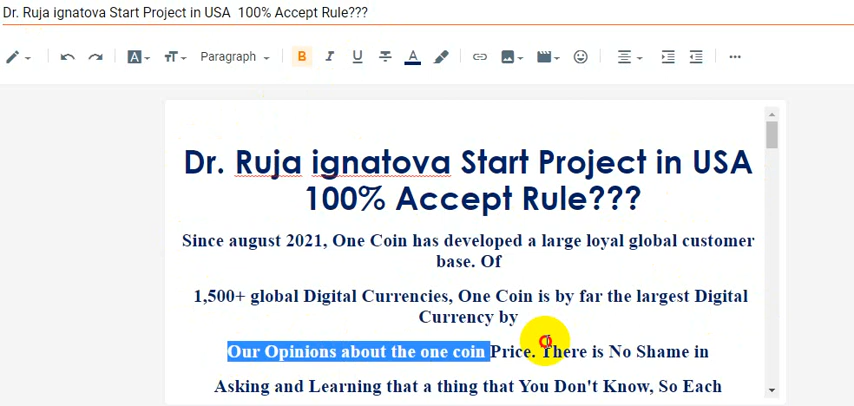 Dr. Ruja ignatova Start Project in USA 100% Accept Rule???
Paragraph
Dr. Ruja ignatova Start Project in USA
100% Accept Rule???
Since august 2021, One Coin has developed a large loyal global customer
base. Of
1,500+ global Digital Currencies, One Coin is by far the largest Digital
Currency by
Our Opinions about the one coin Price. There is No Shame in
Asking and Learning that a thing that You Don't Know, So Each